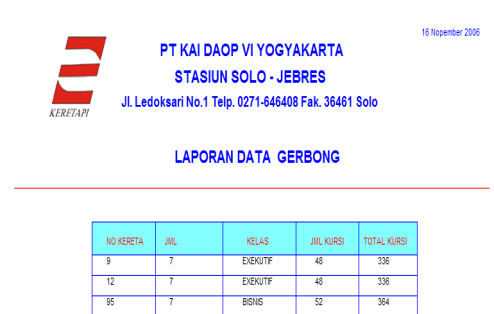 16 Nopember 2006
PT KAI DAOP VI YOGYAKARTA
STASIUN SOLO - JEBRES
Jl. Ledoksari No.1 Telp. 0271-646408 Fak. 36461 Solo
KERETAPI
LAPORAN DATA GERBONG
NO KERETA JML KELAS JML KURSI TOTAL KURSI
9 7 EXEKUTIF 48 336
12 7 EXEKUTIF 48 336
95 7 BISNIS 52 364